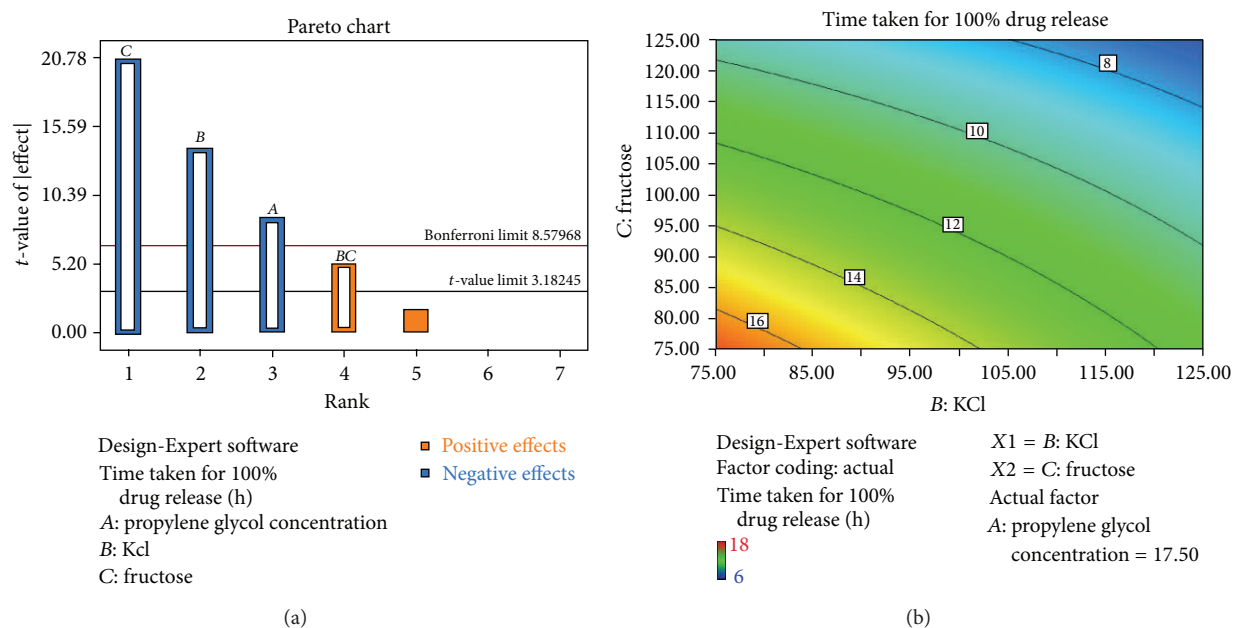 Pareto chart
t-value of |effect|
20.78
15.59
10.39
5.20
0.00
C
B
A
BC
Bonferroni limit 8.57968
t-value limit 3.18245
1 2 3 4 5 6 7
Rank
Design-Expert software
Time taken for 100%
drug release (h)
A: propylene glycol concentration
B: Kcl
C: fructose
Positive effects
Negative effects
(a)
Time taken for 100% drug release
C: fructose
125.00
120.00
115.00
110.00
105.00
100.00
95.00
90.00
85.00
80.00
75.00
8
10
12
14
16
75.00 85.00 95.00 105.00 115.00 125.00
B: KCl
Design-Expert software
Factor coding: actual
Time taken for 100%
drug release (h)
18
6
X1 = B: KCl
X2 = C: fructose
Actual factor
A: propylene glycol
concentration = 17.50
(b)